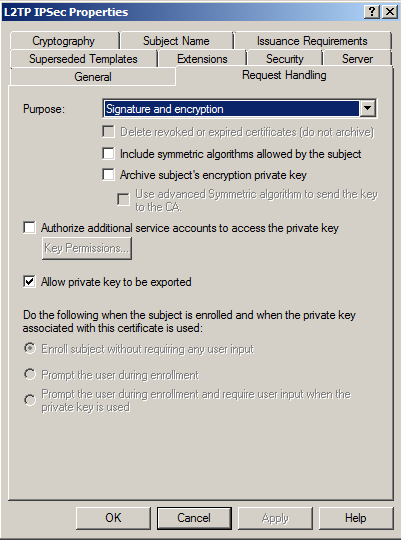 L2TP IPSec Properties
Cryptography Subject Name Issuance Requirements
Superseded Templates Extensions Security Server
General Request Handling
Purpose: Signature and encryption
Delete revoked or expired certificates (do not archive)
Include symmetric algorithms allowed by the subject
Archive subject's encryption private key
Use advanced Symmetric algorithm to send the key
to the CA.
Authorize additional service accounts to access the private key
Key Permissions...
Allow private key to be exported
Do the following when the subject is enrolled and when the private key
associated with this certificate is used:
Enroll subject without requiring any user input
Prompt the user during enrollment
Prompt the user during enrollment and require user input when the
private key is used
OK Cancel Apply Help